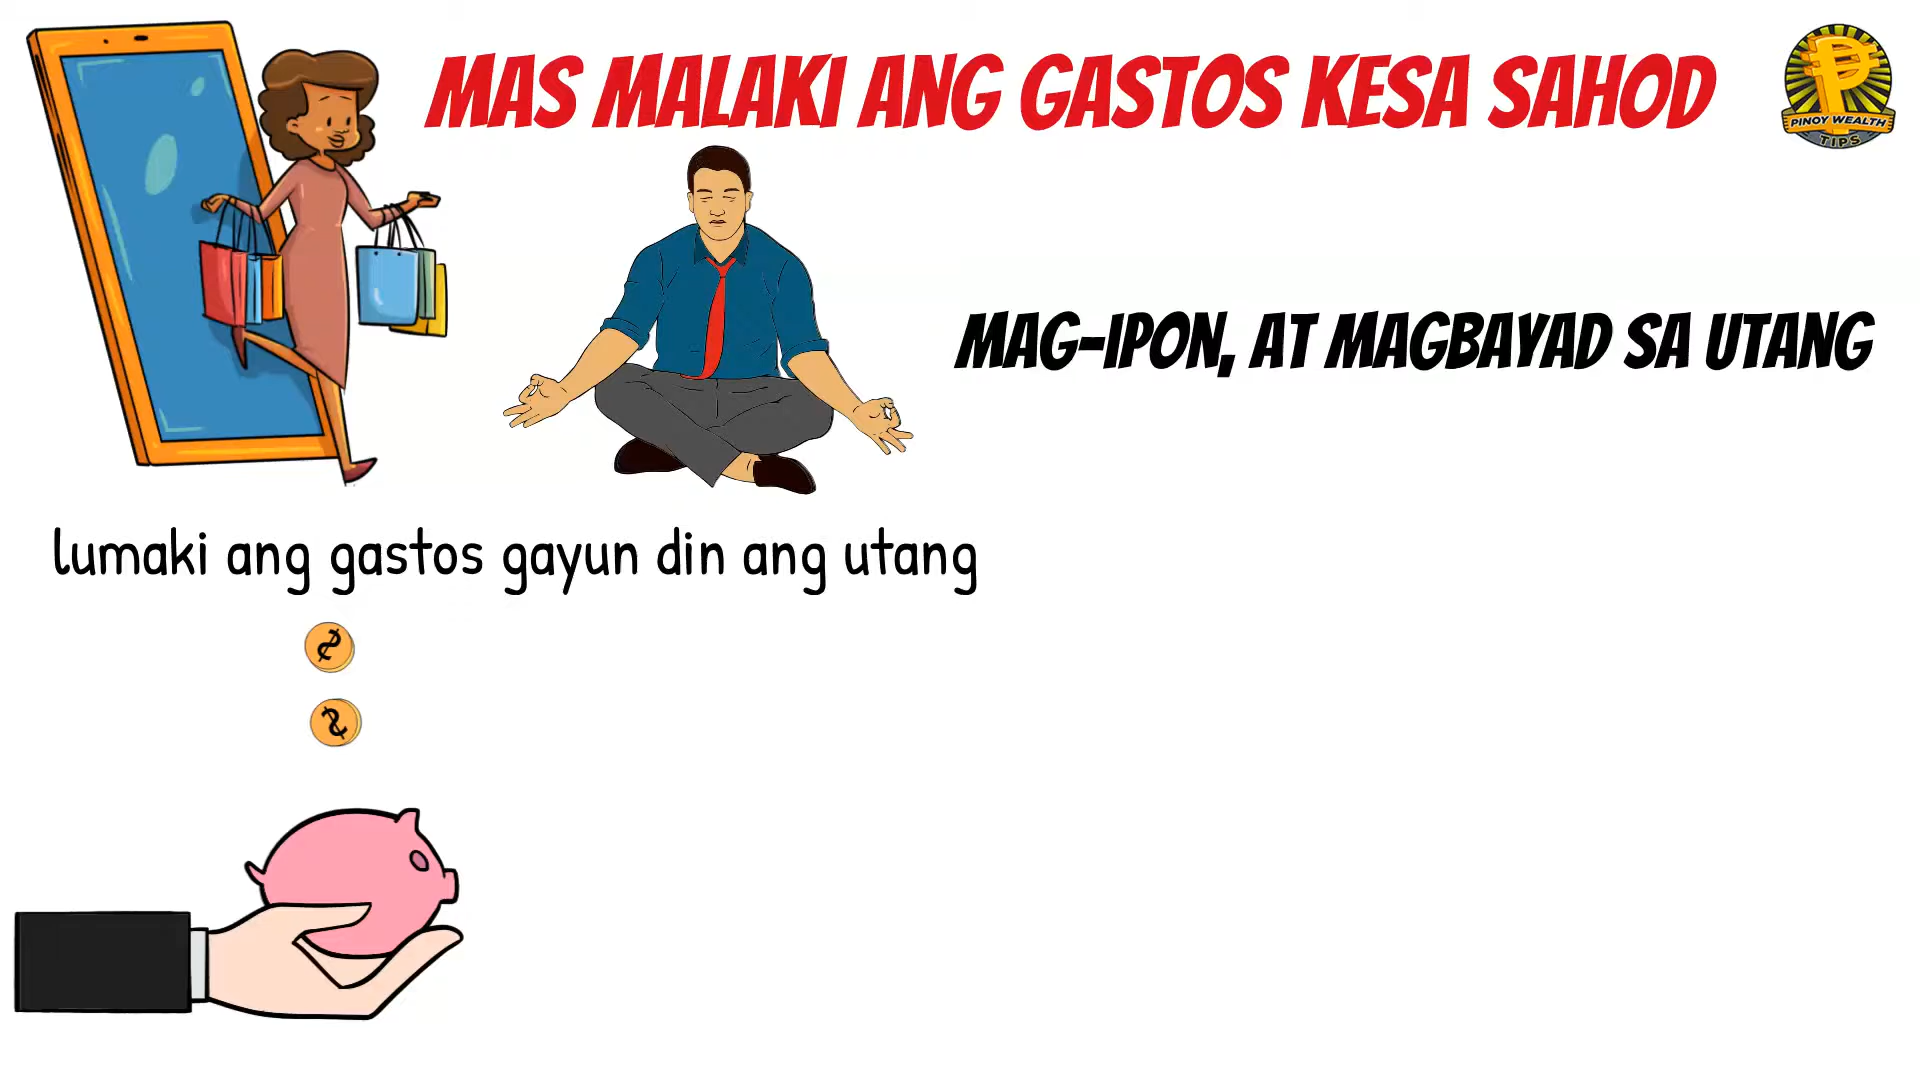 MAS MALAKI ANG GASTOS KESA SAHOD
PINOY WEALTH
TIPS
MAG-IPON, AT MAGBAYAD SA UTANG
lumaki ang gastos gayun din ang utang